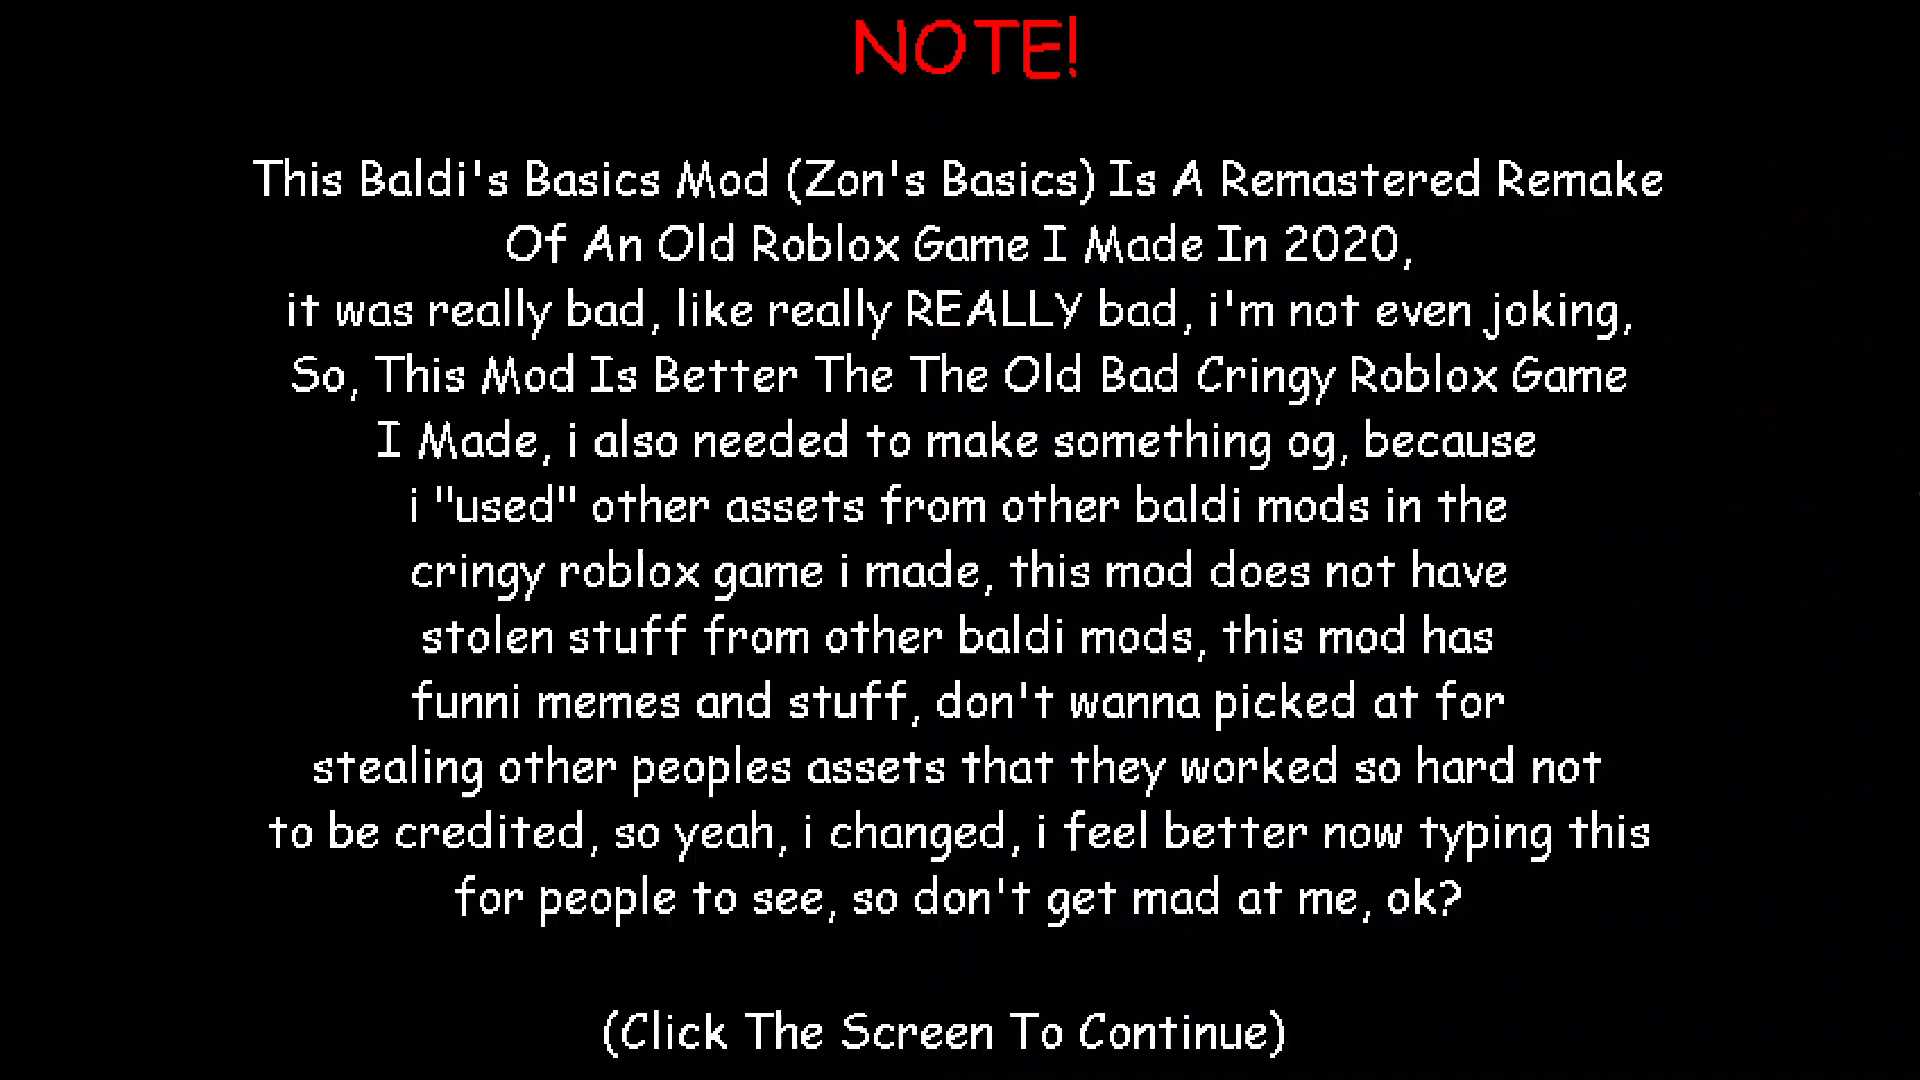 NOTE!
This Baldi's Basics Mod (Zon's Basics) Is A Remastered Remake
Of An Old Roblox Game I Made In 2020,
it was really bad, like really REALLY bad, i'm not even joking,
So, This Mod Is Better The The Old Bad Cringy Roblox Game
I Made, i also needed to make something og, because
i "used" other assets from other baldi mods in the
cringy roblox game i made, this mod does not have
stolen stuff from other baldi mods, this mod has
funni memes and stuff, don't wanna picked at for
stealing other peoples assets that they worked so hard not
to be credited, so yeah, i changed, i feel better now typing this
for people to see, so don't get mad at me, ok?
(Click The Screen To Continue)